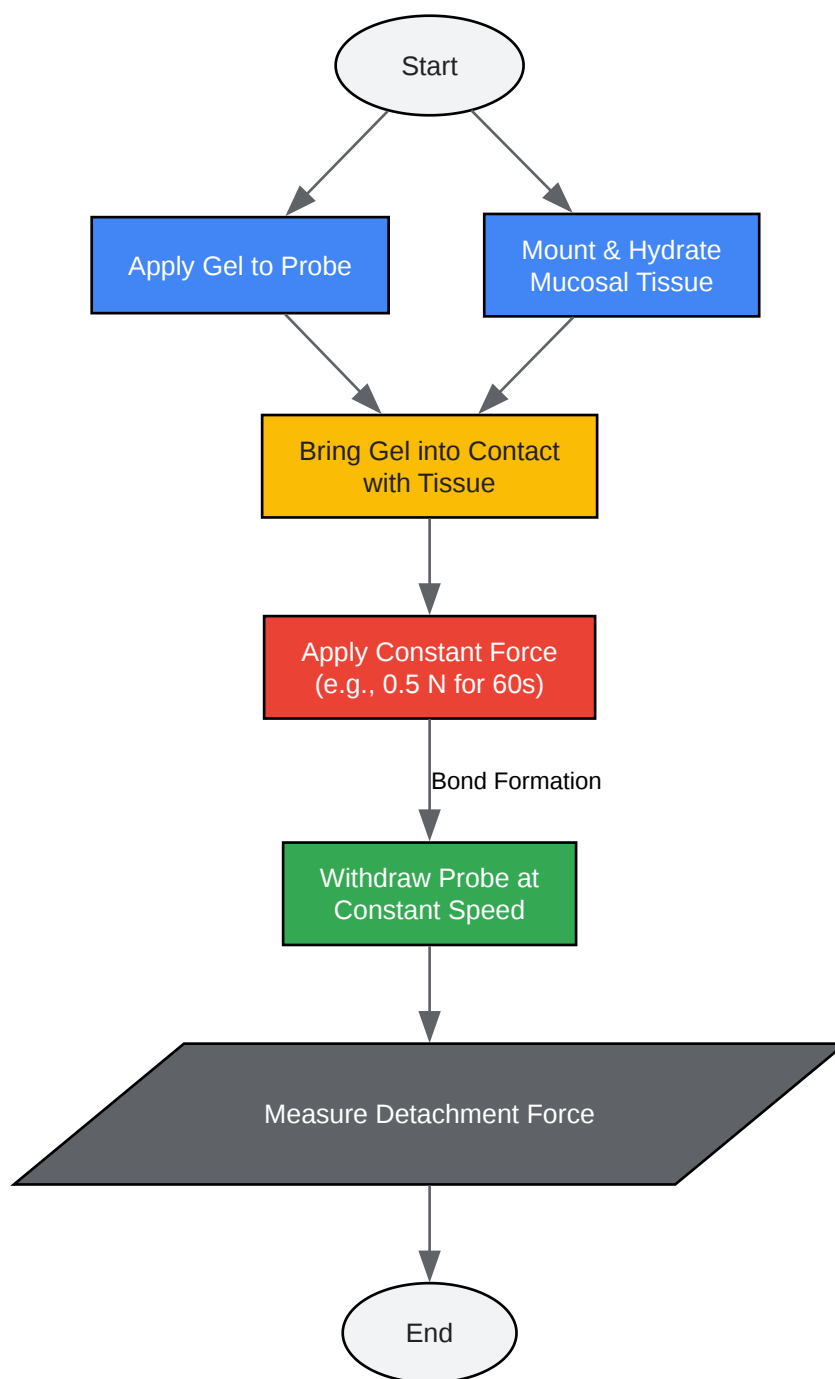 Start
Apply Gel to Probe
Mount & Hydrate
Mucosal Tissue
Bring Gel into Contact
with Tissue
Apply Constant Force
(e.g., 0.5 N for 60s)
Bond Formation
Withdraw Probe at
Constant Speed
Measure Detachment Force
End